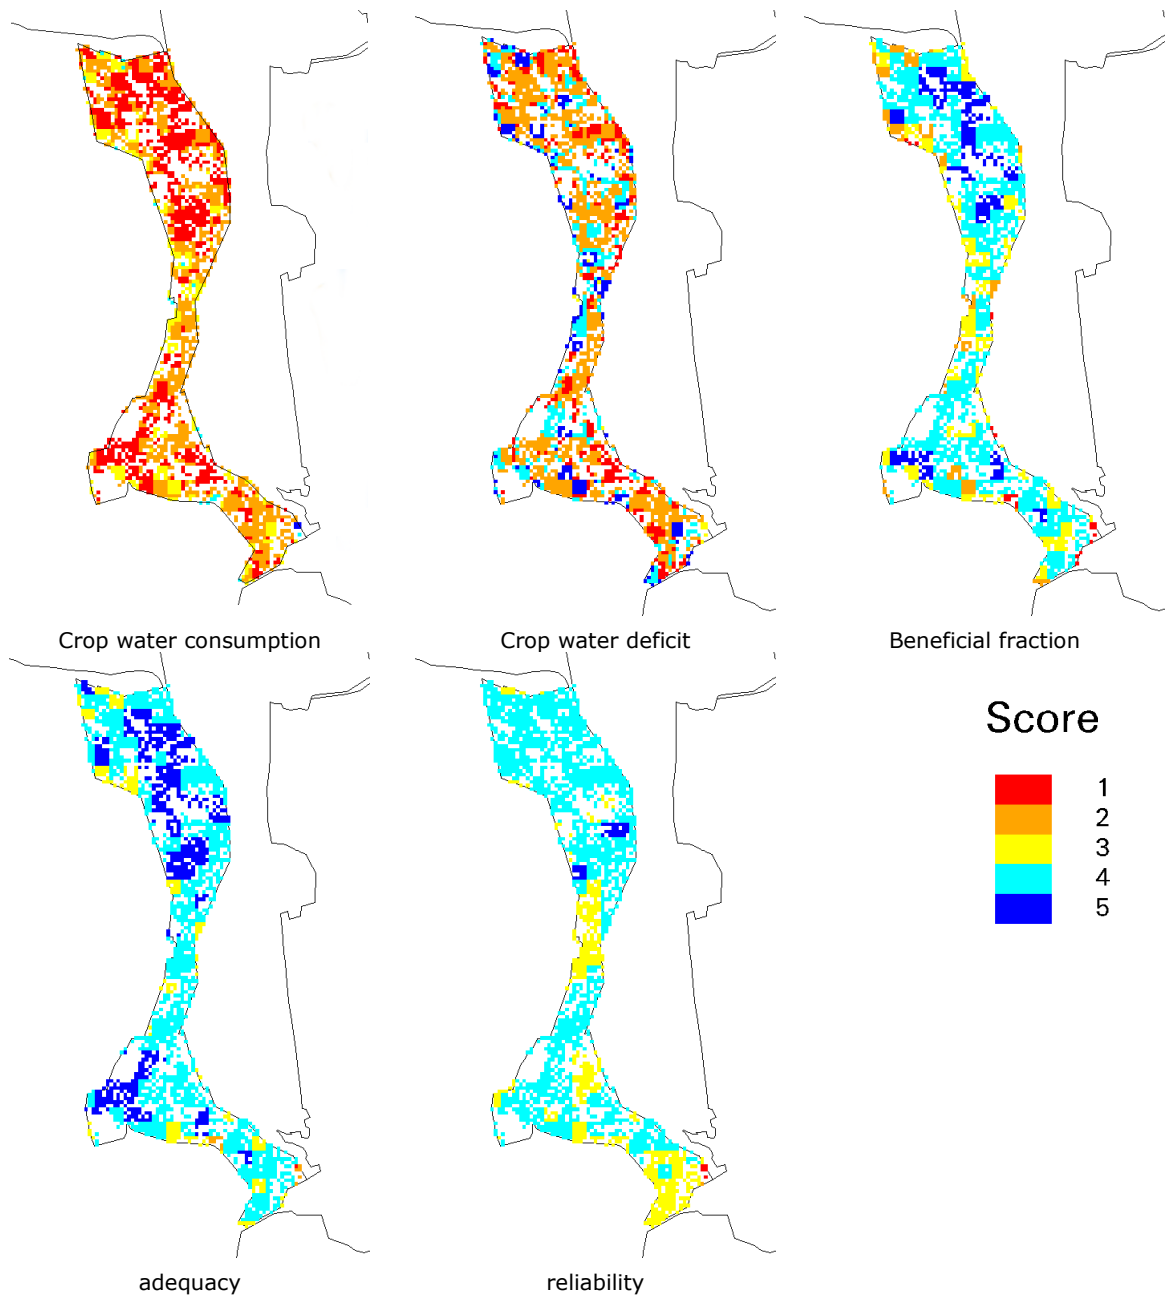 Crop water consumption
Crop water deficit
Beneficial fraction
Score
1
2
3
4
5
adequacy
reliability